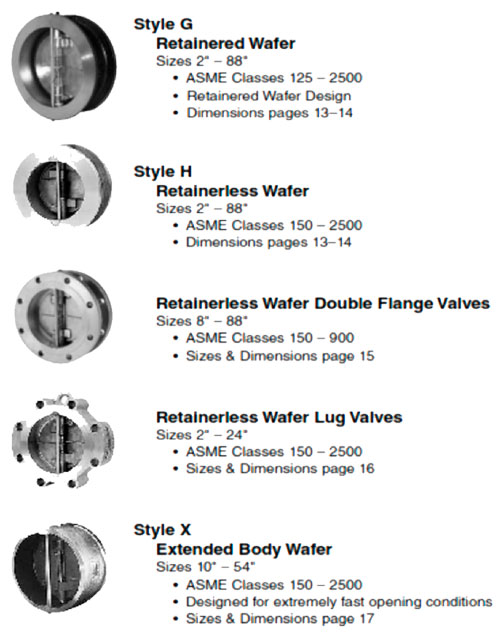 Style G
Retainered Wafer
Sizes 2" – 88"
• ASME Classes 125 – 2500
• Retainered Wafer Design
• Dimensions pages 13–14
Style H
Retainerless Wafer
Sizes 2" – 88"
• ASME Classes 150 – 2500
• Dimensions pages 13–14
Retainerless Wafer Double Flange Valves
Sizes 8" – 88"
• ASME Classes 150 – 900
• Sizes & Dimensions page 15
Retainerless Wafer Lug Valves
Sizes 2" – 24"
• ASME Classes 150 – 2500
• Sizes & Dimensions page 16
Style X
Extended Body Wafer
Sizes 10" – 54"
• ASME Classes 150 – 2500
• Designed for extremely fast opening conditions
• Sizes & Dimensions page 17